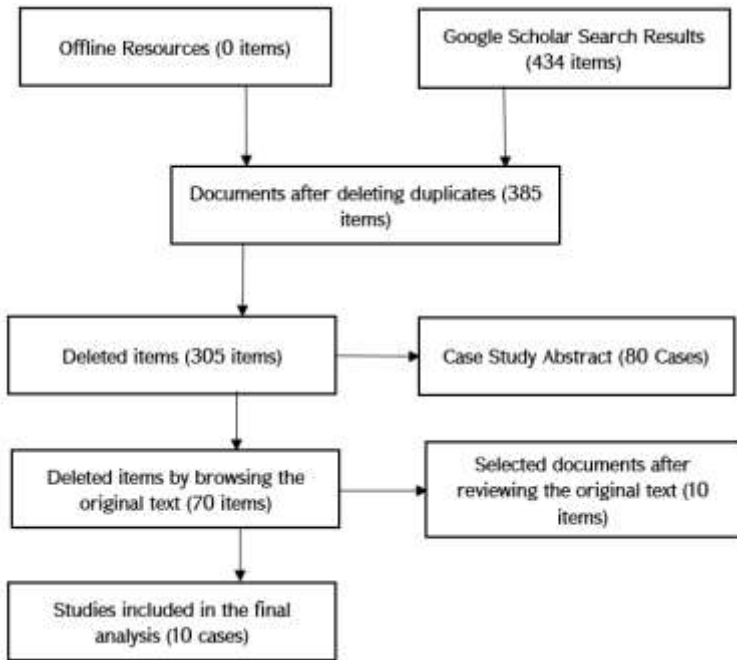 Offline Resources (0 items)
Google Scholar Search Results
(434 items)
Documents after deleting duplicates (385
items)
Deleted items (305 items)
Case Study Abstract (80 Cases)
Deleted items by browsing the
original text (70 items)
Selected documents after
reviewing the original text (10
items)
Studies included in the final
analysis (10 cases)